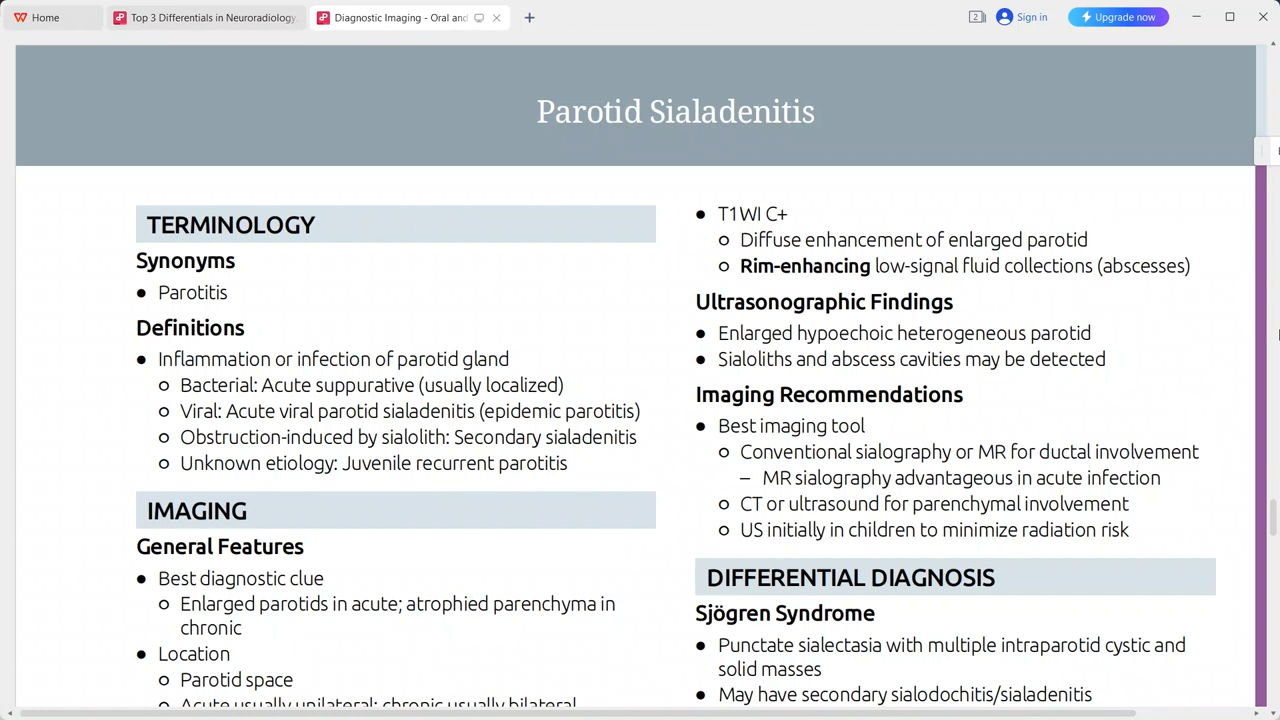 Home
Top 3 Differentials in Neuroradiology.
Diagnostic Imaging - Oral and
2
Sign in
Upgrade now
Parotid Sialadenitis
TERMINOLOGY
Synonyms
● Parotitis
Definitions
● Inflammation or infection of parotid gland
○ Bacterial: Acute suppurative (usually localized)
○ Viral: Acute viral parotid sialadenitis (epidemic parotitis)
○ Obstruction-induced by sialolith: Secondary sialadenitis
○ Unknown etiology: Juvenile recurrent parotitis
IMAGING
General Features
● Best diagnostic clue
○ Enlarged parotids in acute; atrophied parenchyma in
chronic
● Location
○ Parotid space
○ Acute usually unilateral; chronic usually bilateral
● T1WI C+
○ Diffuse enhancement of enlarged parotid
○ Rim-enhancing low-signal fluid collections (abscesses)
Ultrasonographic Findings
● Enlarged hypoechoic heterogeneous parotid
● Sialoliths and abscess cavities may be detected
Imaging Recommendations
● Best imaging tool
○ Conventional sialography or MR for ductal involvement
– MR sialography advantageous in acute infection
○ CT or ultrasound for parenchymal involvement
○ US initially in children to minimize radiation risk
DIFFERENTIAL DIAGNOSIS
Sjögren Syndrome
● Punctate sialectasia with multiple intraparotid cystic and
solid masses
● May have secondary sialodochitis/sialadenitis